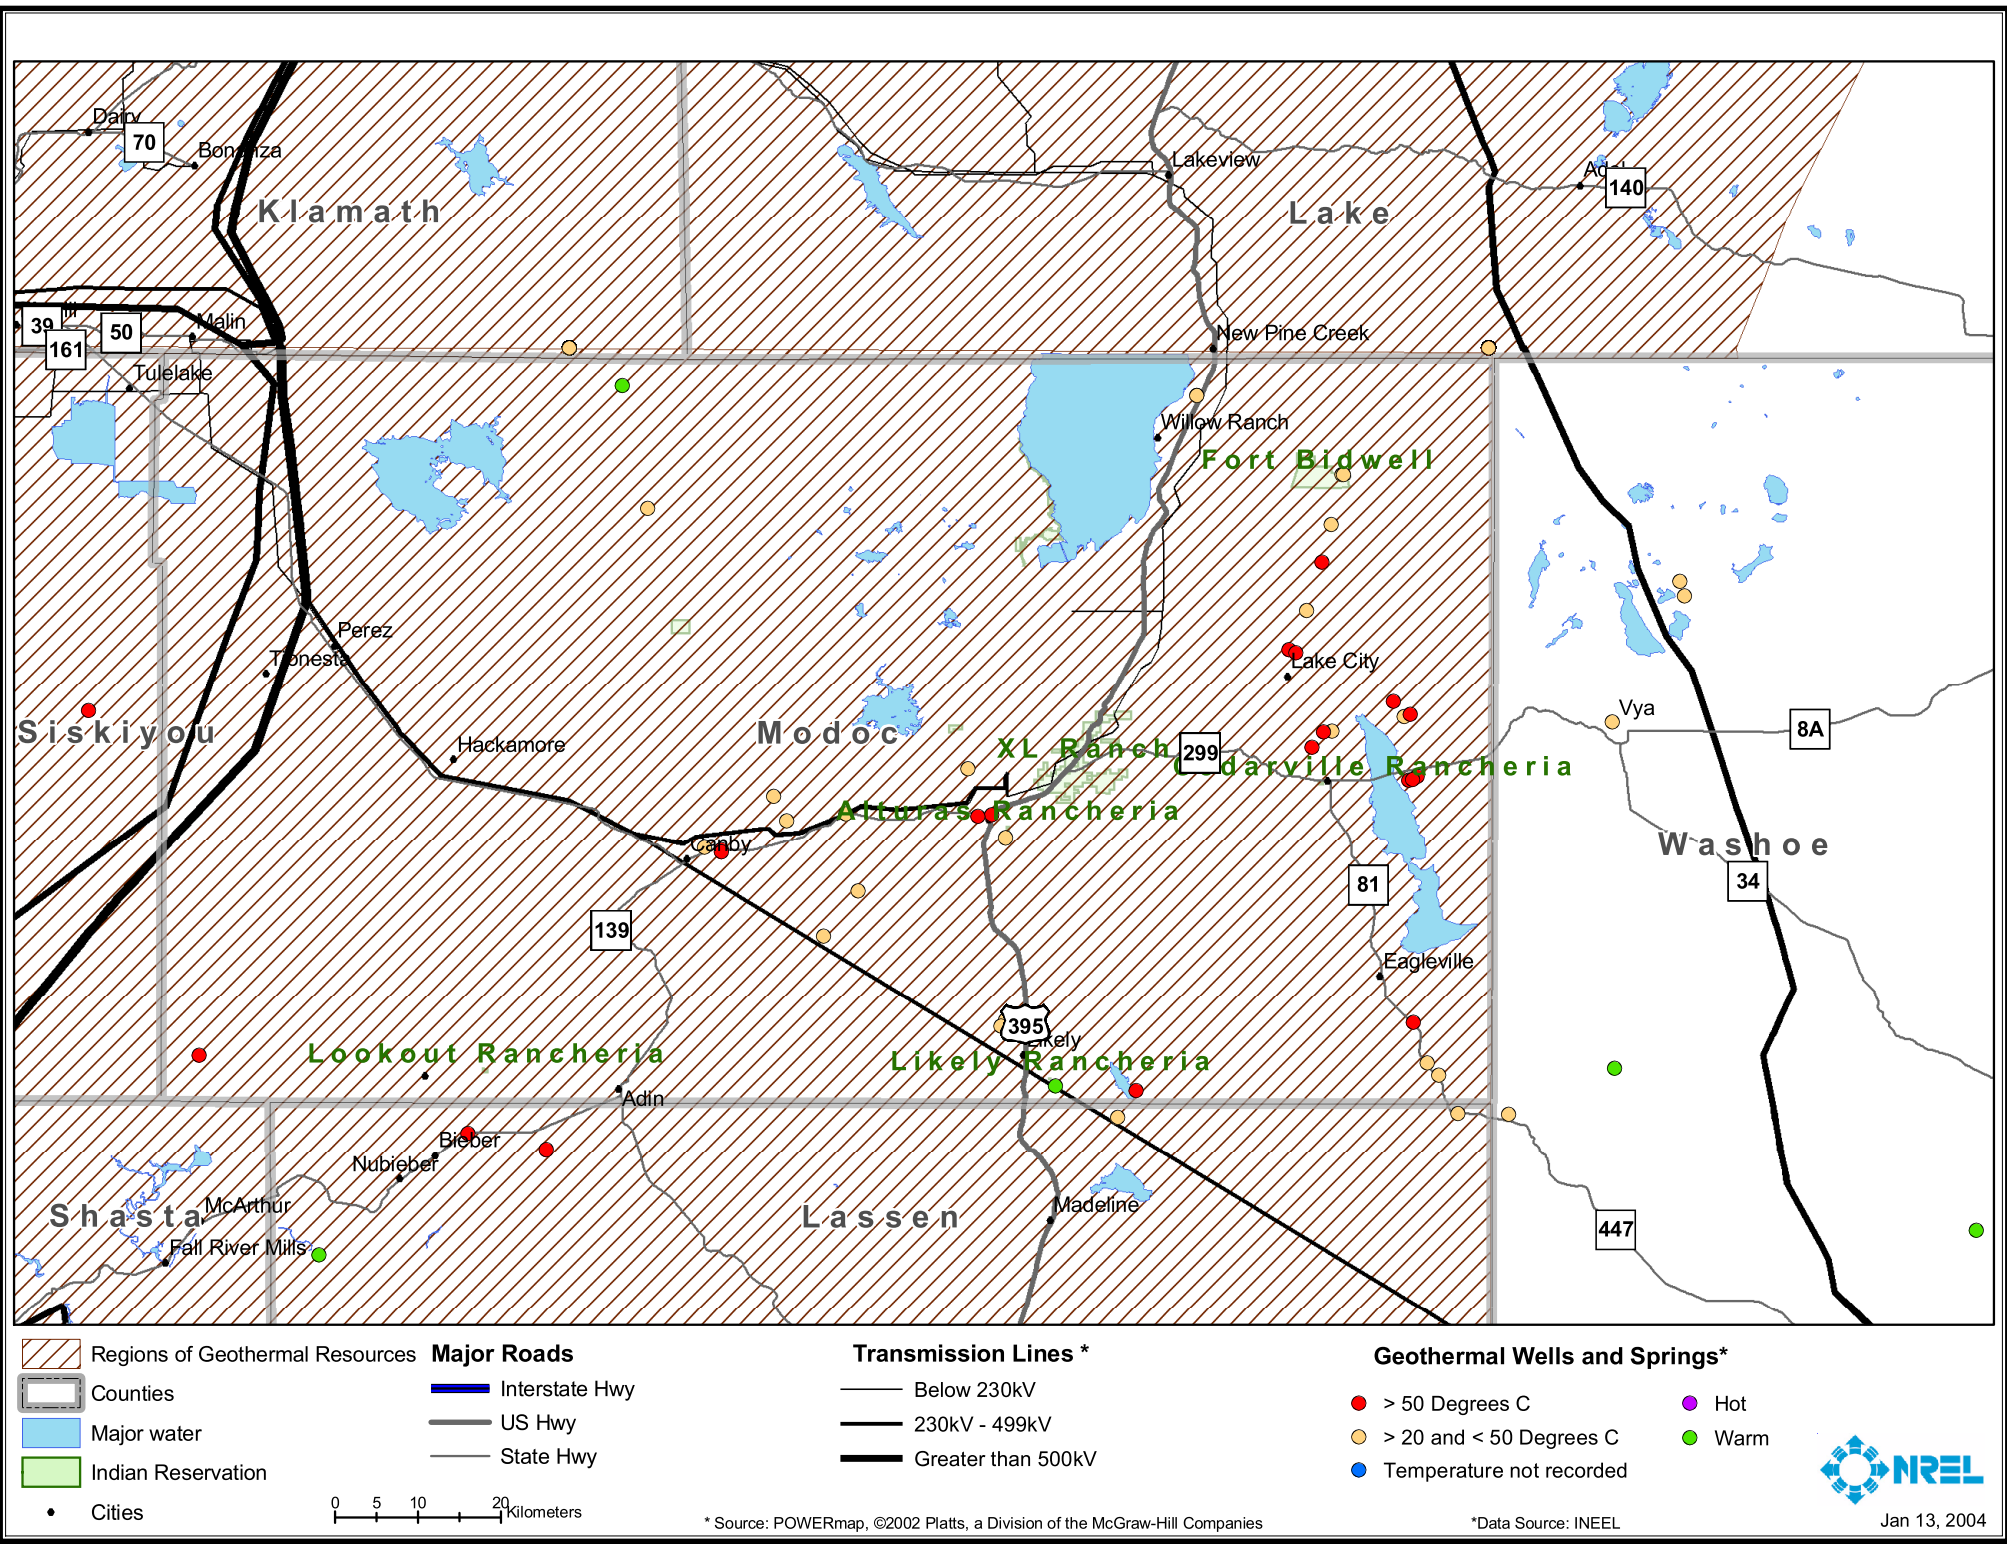 Dairy
70
Bonanza
Lakeview
140
Klamath
Lake
39
50
161
Malin
New Pine Creek
Tulelake
Willow Ranch
Fort Bidwell
Perez
Tionesta
Lake City
Vya
8A
Siskiyou
Modoc
Hackamore
XL Ranch
299
Cedarville Rancheria
Alturas Rancheria
Canby
Washoe
81
34
139
Eagleville
395
Likely
Lookout Rancheria
Likely Rancheria
Adin
Bieber
Nubieber
McArthur
Shasta
Lassen
Madeline
Fall River Mills
447
Regions of Geothermal Resources
Counties
Major water
Indian Reservation
Cities
Major Roads
Interstate Hwy
US Hwy
State Hwy
0 5 10 20 Kilometers
Transmission Lines *
Below 230kV
230kV - 499kV
Greater than 500kV
Geothermal Wells and Springs*
> 50 Degrees C
> 20 and < 50 Degrees C
Temperature not recorded
Hot
Warm
NREL
* Source: POWERmap, ©2002 Platts, a Division of the McGraw-Hill Companies
*Data Source: INEEL
Jan 13, 2004